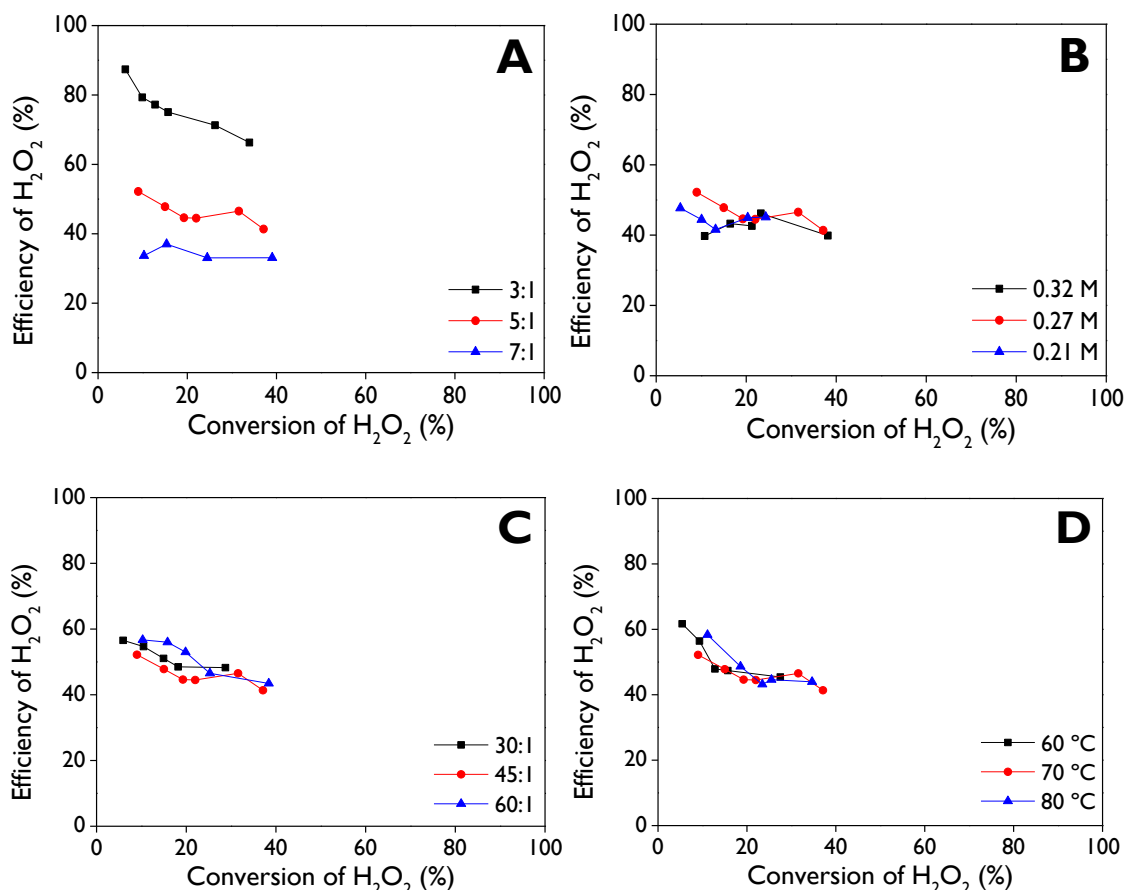 A
Efficiency of H₂O₂ (%)
100
80
60
40
20
0
3:1
5:1
7:1
0 20 40 60 80 100
Conversion of H₂O₂ (%)
B
Efficiency of H₂O₂ (%)
100
80
60
40
20
0
0.32 M
0.27 M
0.21 M
0 20 40 60 80 100
Conversion of H₂O₂ (%)
C
Efficiency of H₂O₂ (%)
100
80
60
40
20
0
30:1
45:1
60:1
0 20 40 60 80 100
Conversion of H₂O₂ (%)
D
Efficiency of H₂O₂ (%)
100
80
60
40
20
0
60 ºC
70 ºC
80 ºC
0 20 40 60 80 100
Conversion of H₂O₂ (%)